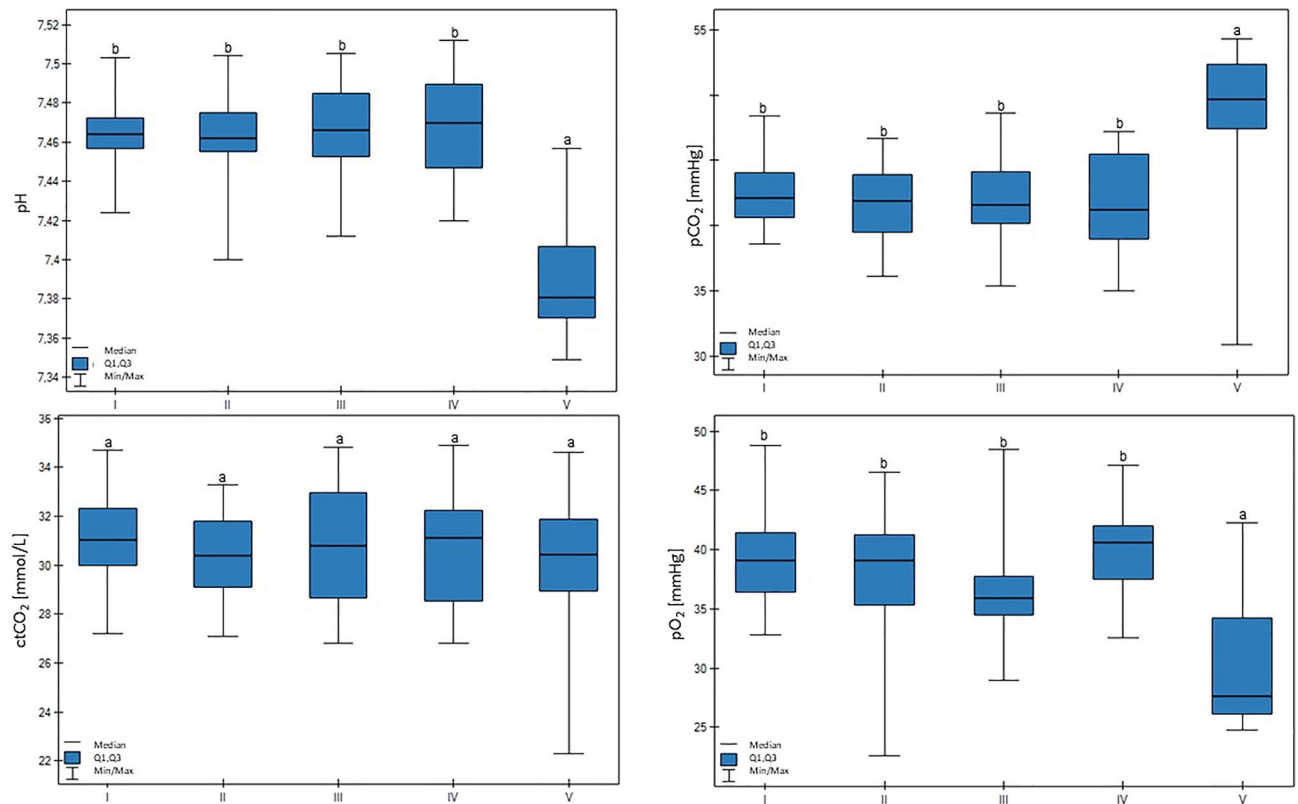 7,52
7,5
7,48
7,46
7,44
7,42
7,4
7,38
7,36
7,34
pH
b
b
b
b
a
Median
Q1,Q3
Min/Max
I
II
III
IV
V
55
35
30
pCO₂ [mmHg]
b
b
b
b
a
Median
Q1,Q3
Min/Max
I
II
III
IV
V
36
34
32
30
28
26
24
22
ctCO₂ [mmol/L]
a
a
a
a
a
Median
Q1,Q3
Min/Max
I
II
III
IV
V
50
45
40
35
30
25
pO₂ [mmHg]
b
b
b
b
a
Median
Q1,Q3
Min/Max
I
II
III
IV
V